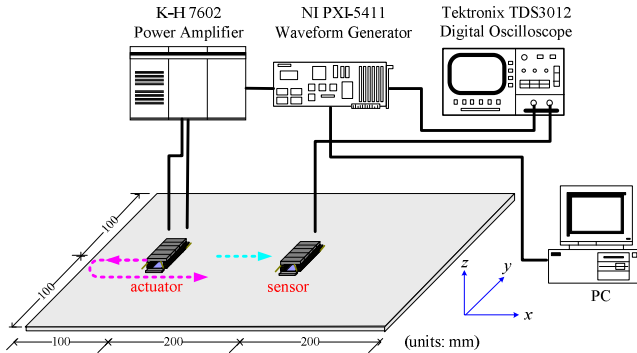 K-H 7602
Power Amplifier
NI PXI-5411
Waveform Generator
Tektronix TDS3012
Digital Oscilloscope
100
100
actuator
sensor
z
y
x
PC
100
200
200
(units: mm)